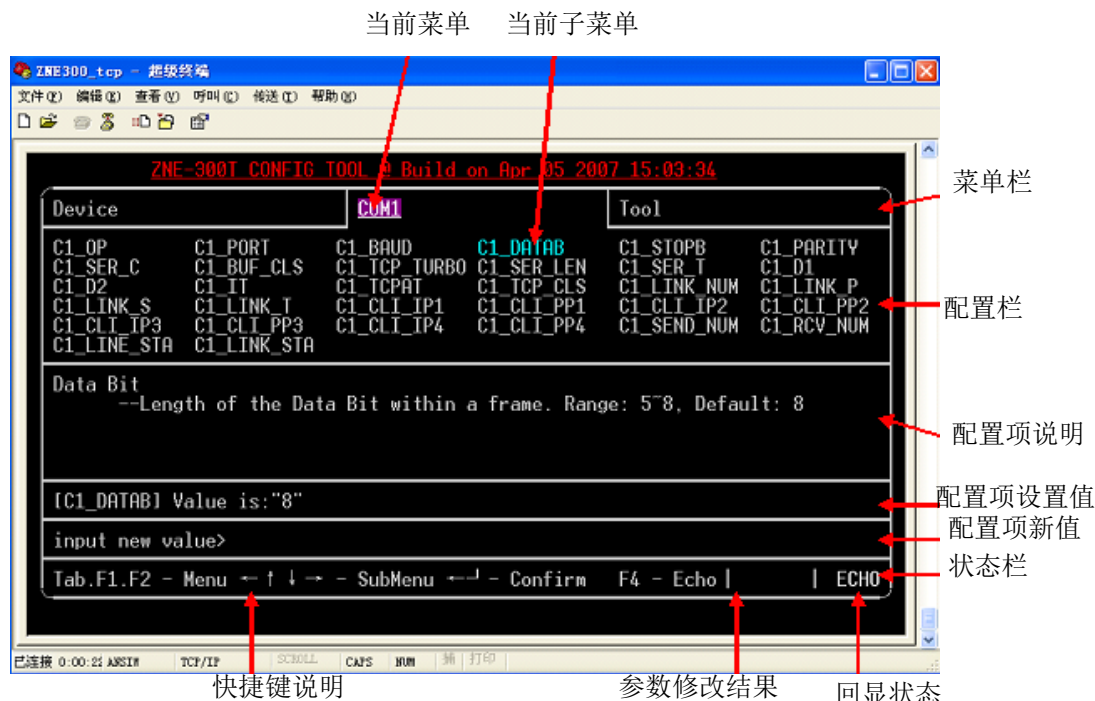 当前菜单 当前子菜单
ZNE300_tcp - 超级终端
文件(F) 编辑(E) 查看(V) 呼叫(C) 传送(T) 帮助(H)
ZNE-300T CONFIG TOOL @ Build on Apr 05 2007 15:03:34
菜单栏
Device COM1 Tool
C1_OP C1_PORT C1_BAUD C1_DATAB C1_STOPB C1_PARITY
C1_SER_C C1_BUF_CLS C1_TCP_TURBO C1_SER_LEN C1_SER_T C1_D1
C1_D2 C1_IT C1_TCPAT C1_TCP_CLS C1_LINK_NUM C1_LINK_P
C1_LINK_S C1_LINK_T C1_CLI_IP1 C1_CLI_PP1 C1_CLI_IP2 C1_CLI_PP2
配置栏
C1_CLI_IP3 C1_CLI_PP3 C1_CLI_IP4 C1_CLI_PP4 C1_SEND_NUM C1_RCV_NUM
C1_LINE_STA C1_LINK_STA
Data Bit
--Length of the Data Bit within a frame. Range: 5~8, Default: 8
配置项说明
[C1_DATAB] Value is:"8"
配置项设置值
input new value>
配置项新值
Tab.F1.F2 - Menu ←↑↓→ - SubMenu ←┘ - Confirm F4 - Echo | | ECHO
状态栏
已连接 0:00:22 ANSIW TCP/IP SCROLL CAPS NUM 捕 打印
快捷键说明 参数修改结果 回显状态